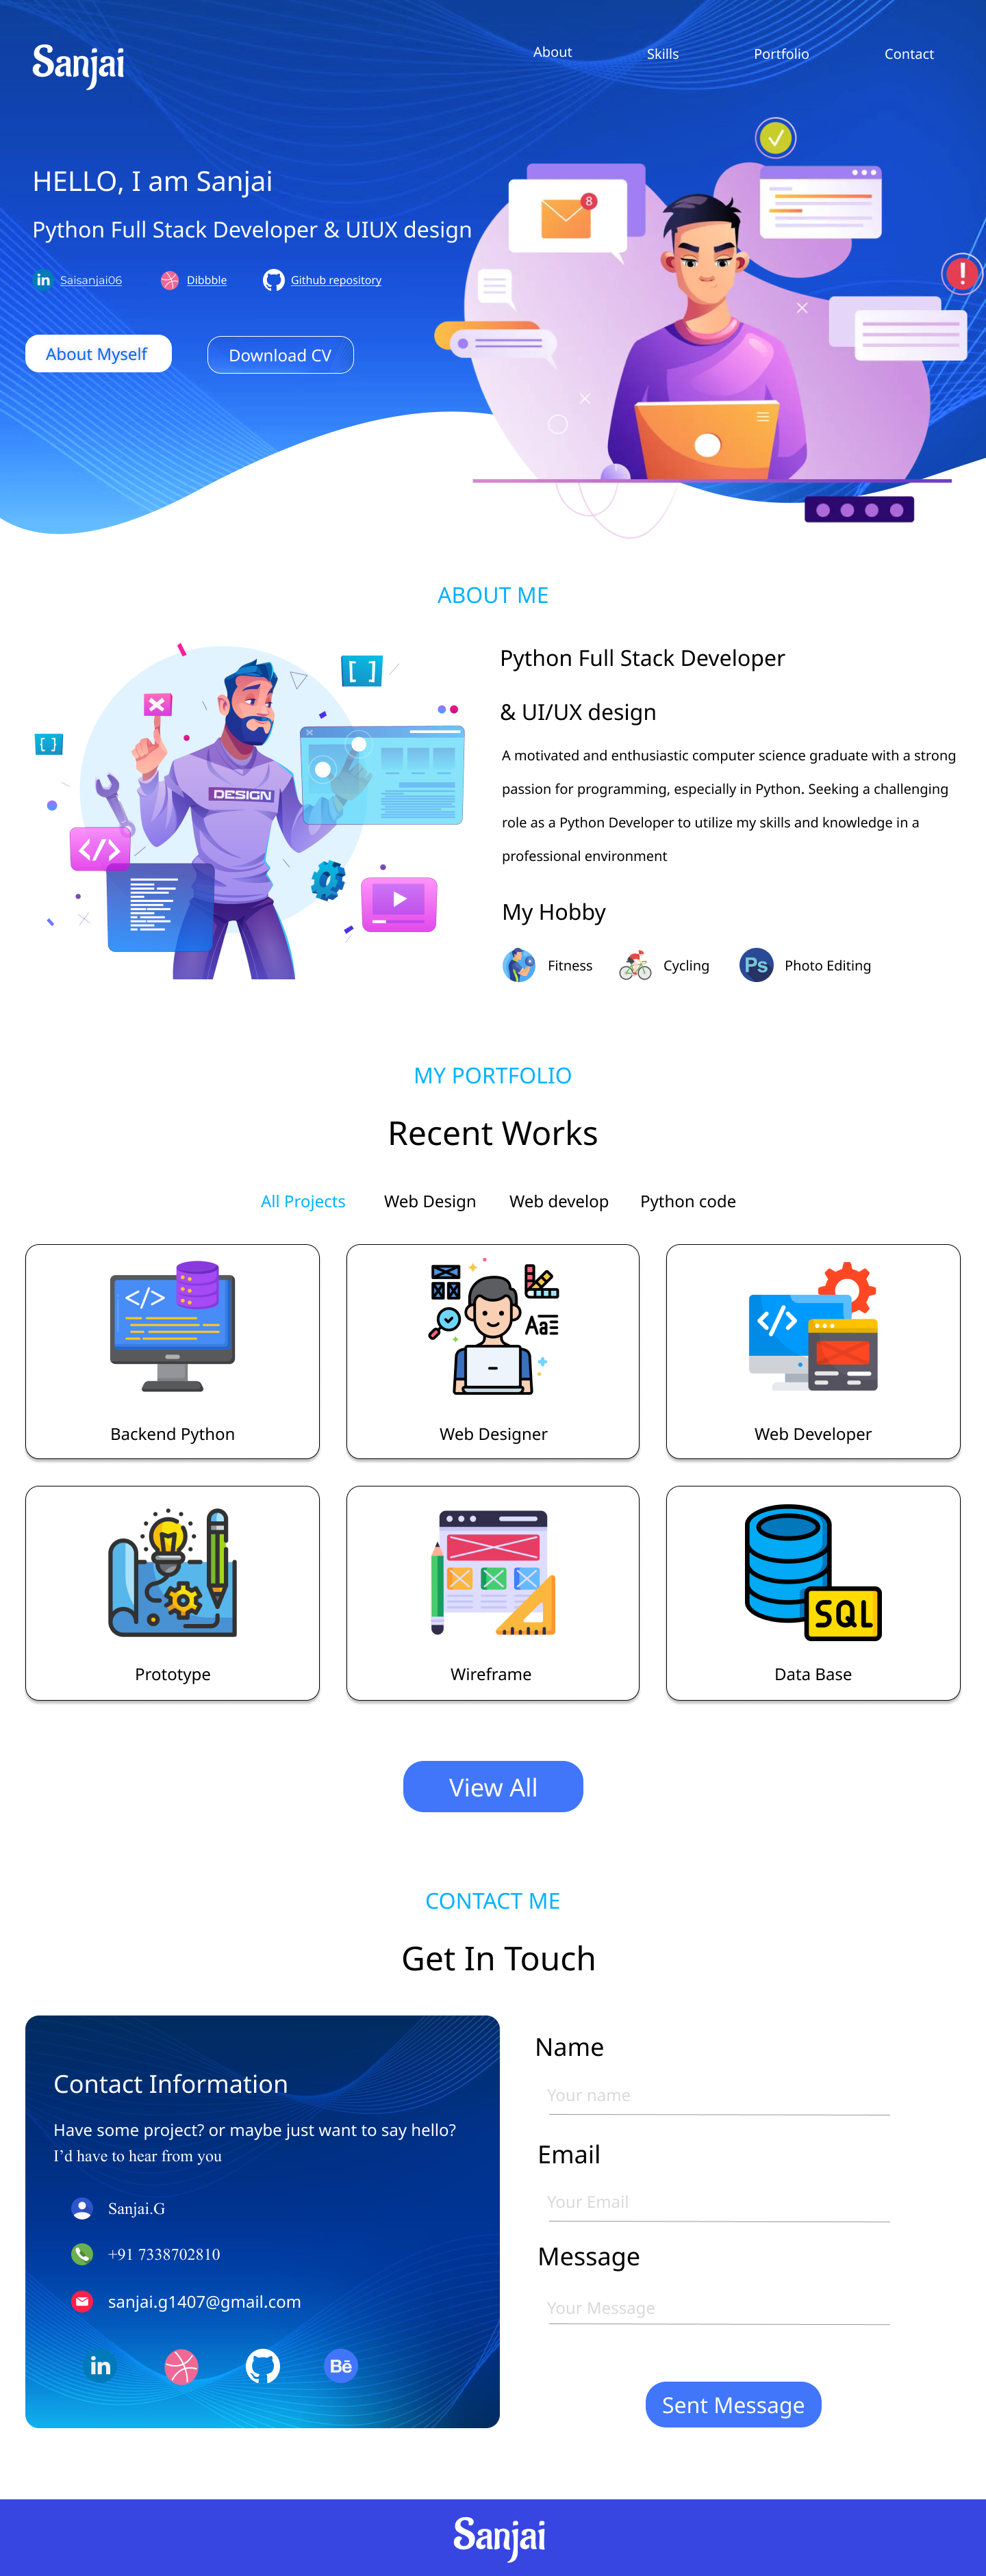 Sanjai
About
Skills
Portfolio
Contact
8
HELLO, I am Sanjai
Python Full Stack Developer & UIUX design
in
Saisanjai06
Dibbble
Github repository
About Myself
Download CV
ABOUT ME
[ ]
{ }
DESIGN
</>
Python Full Stack Developer
& UI/UX design
A motivated and enthusiastic computer science graduate with a strong
passion for programming, especially in Python. Seeking a challenging
role as a Python Developer to utilize my skills and knowledge in a
professional environment
My Hobby
Fitness
Cycling
Ps
Photo Editing
MY PORTFOLIO
Recent Works
All Projects
Web Design
Web develop
Python code
</>
Aa
</>
Backend Python
Web Designer
Web Developer
SQL
Prototype
Wireframe
Data Base
View All
CONTACT ME
Get In Touch
Contact Information
Have some project? or maybe just want to say hello?
I’d have to hear from you
Sanjai.G
+91 7338702810
sanjai.g1407@gmail.com
in
Bē
Name
Your name
Email
Your Email
Message
Your Message
Sent Message
Sanjai